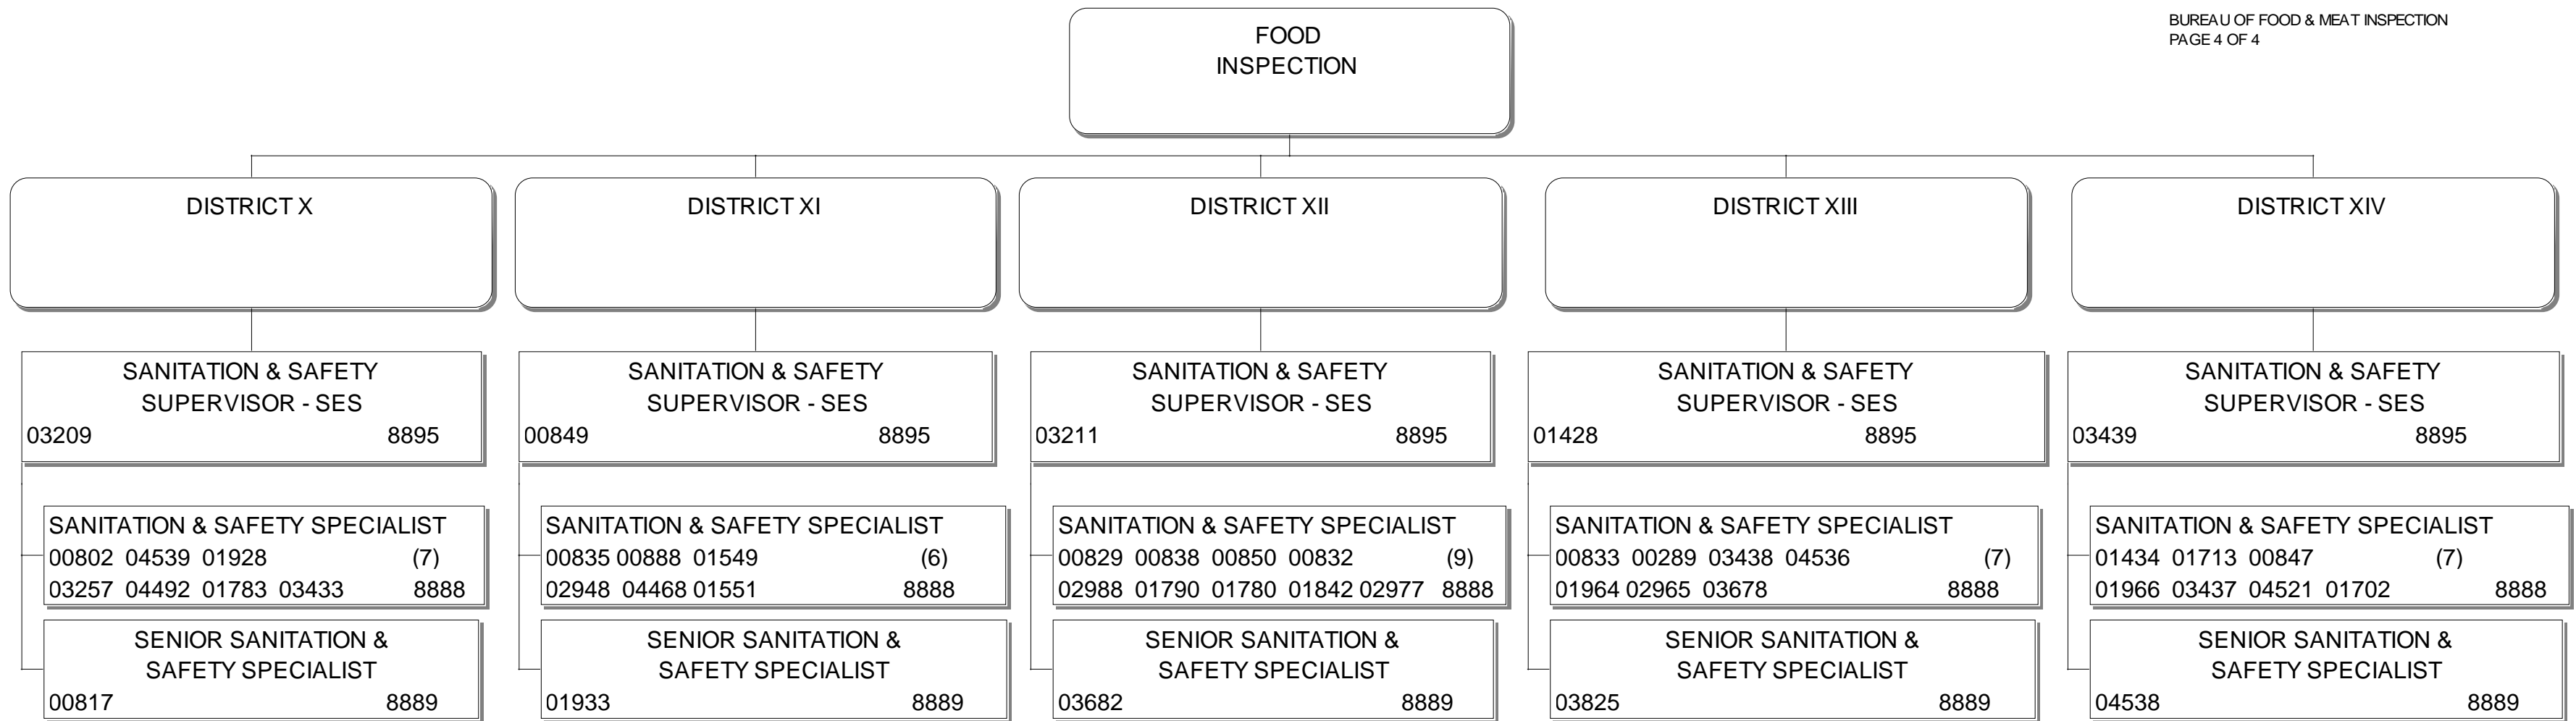 BUREAU OF FOOD & MEAT INSPECTION
PAGE 4 OF 4
FOOD
INSPECTION
DISTRICT X
DISTRICT XI
DISTRICT XII
DISTRICT XIII
DISTRICT XIV
SANITATION & SAFETY
SUPERVISOR - SES
03209 8895
SANITATION & SAFETY
SUPERVISOR - SES
00849 8895
SANITATION & SAFETY
SUPERVISOR - SES
03211 8895
SANITATION & SAFETY
SUPERVISOR - SES
01428 8895
SANITATION & SAFETY
SUPERVISOR - SES
03439 8895
SANITATION & SAFETY SPECIALIST
00802 04539 01928 (7)
03257 04492 01783 03433 8888
SANITATION & SAFETY SPECIALIST
00835 00888 01549 (6)
02948 04468 01551 8888
SANITATION & SAFETY SPECIALIST
00829 00838 00850 00832 (9)
02988 01790 01780 01842 02977 8888
SANITATION & SAFETY SPECIALIST
00833 00289 03438 04536 (7)
01964 02965 03678 8888
SANITATION & SAFETY SPECIALIST
01434 01713 00847 (7)
01966 03437 04521 01702 8888
SENIOR SANITATION &
SAFETY SPECIALIST
00817 8889
SENIOR SANITATION &
SAFETY SPECIALIST
01933 8889
SENIOR SANITATION &
SAFETY SPECIALIST
03682 8889
SENIOR SANITATION &
SAFETY SPECIALIST
03825 8889
SENIOR SANITATION &
SAFETY SPECIALIST
04538 8889